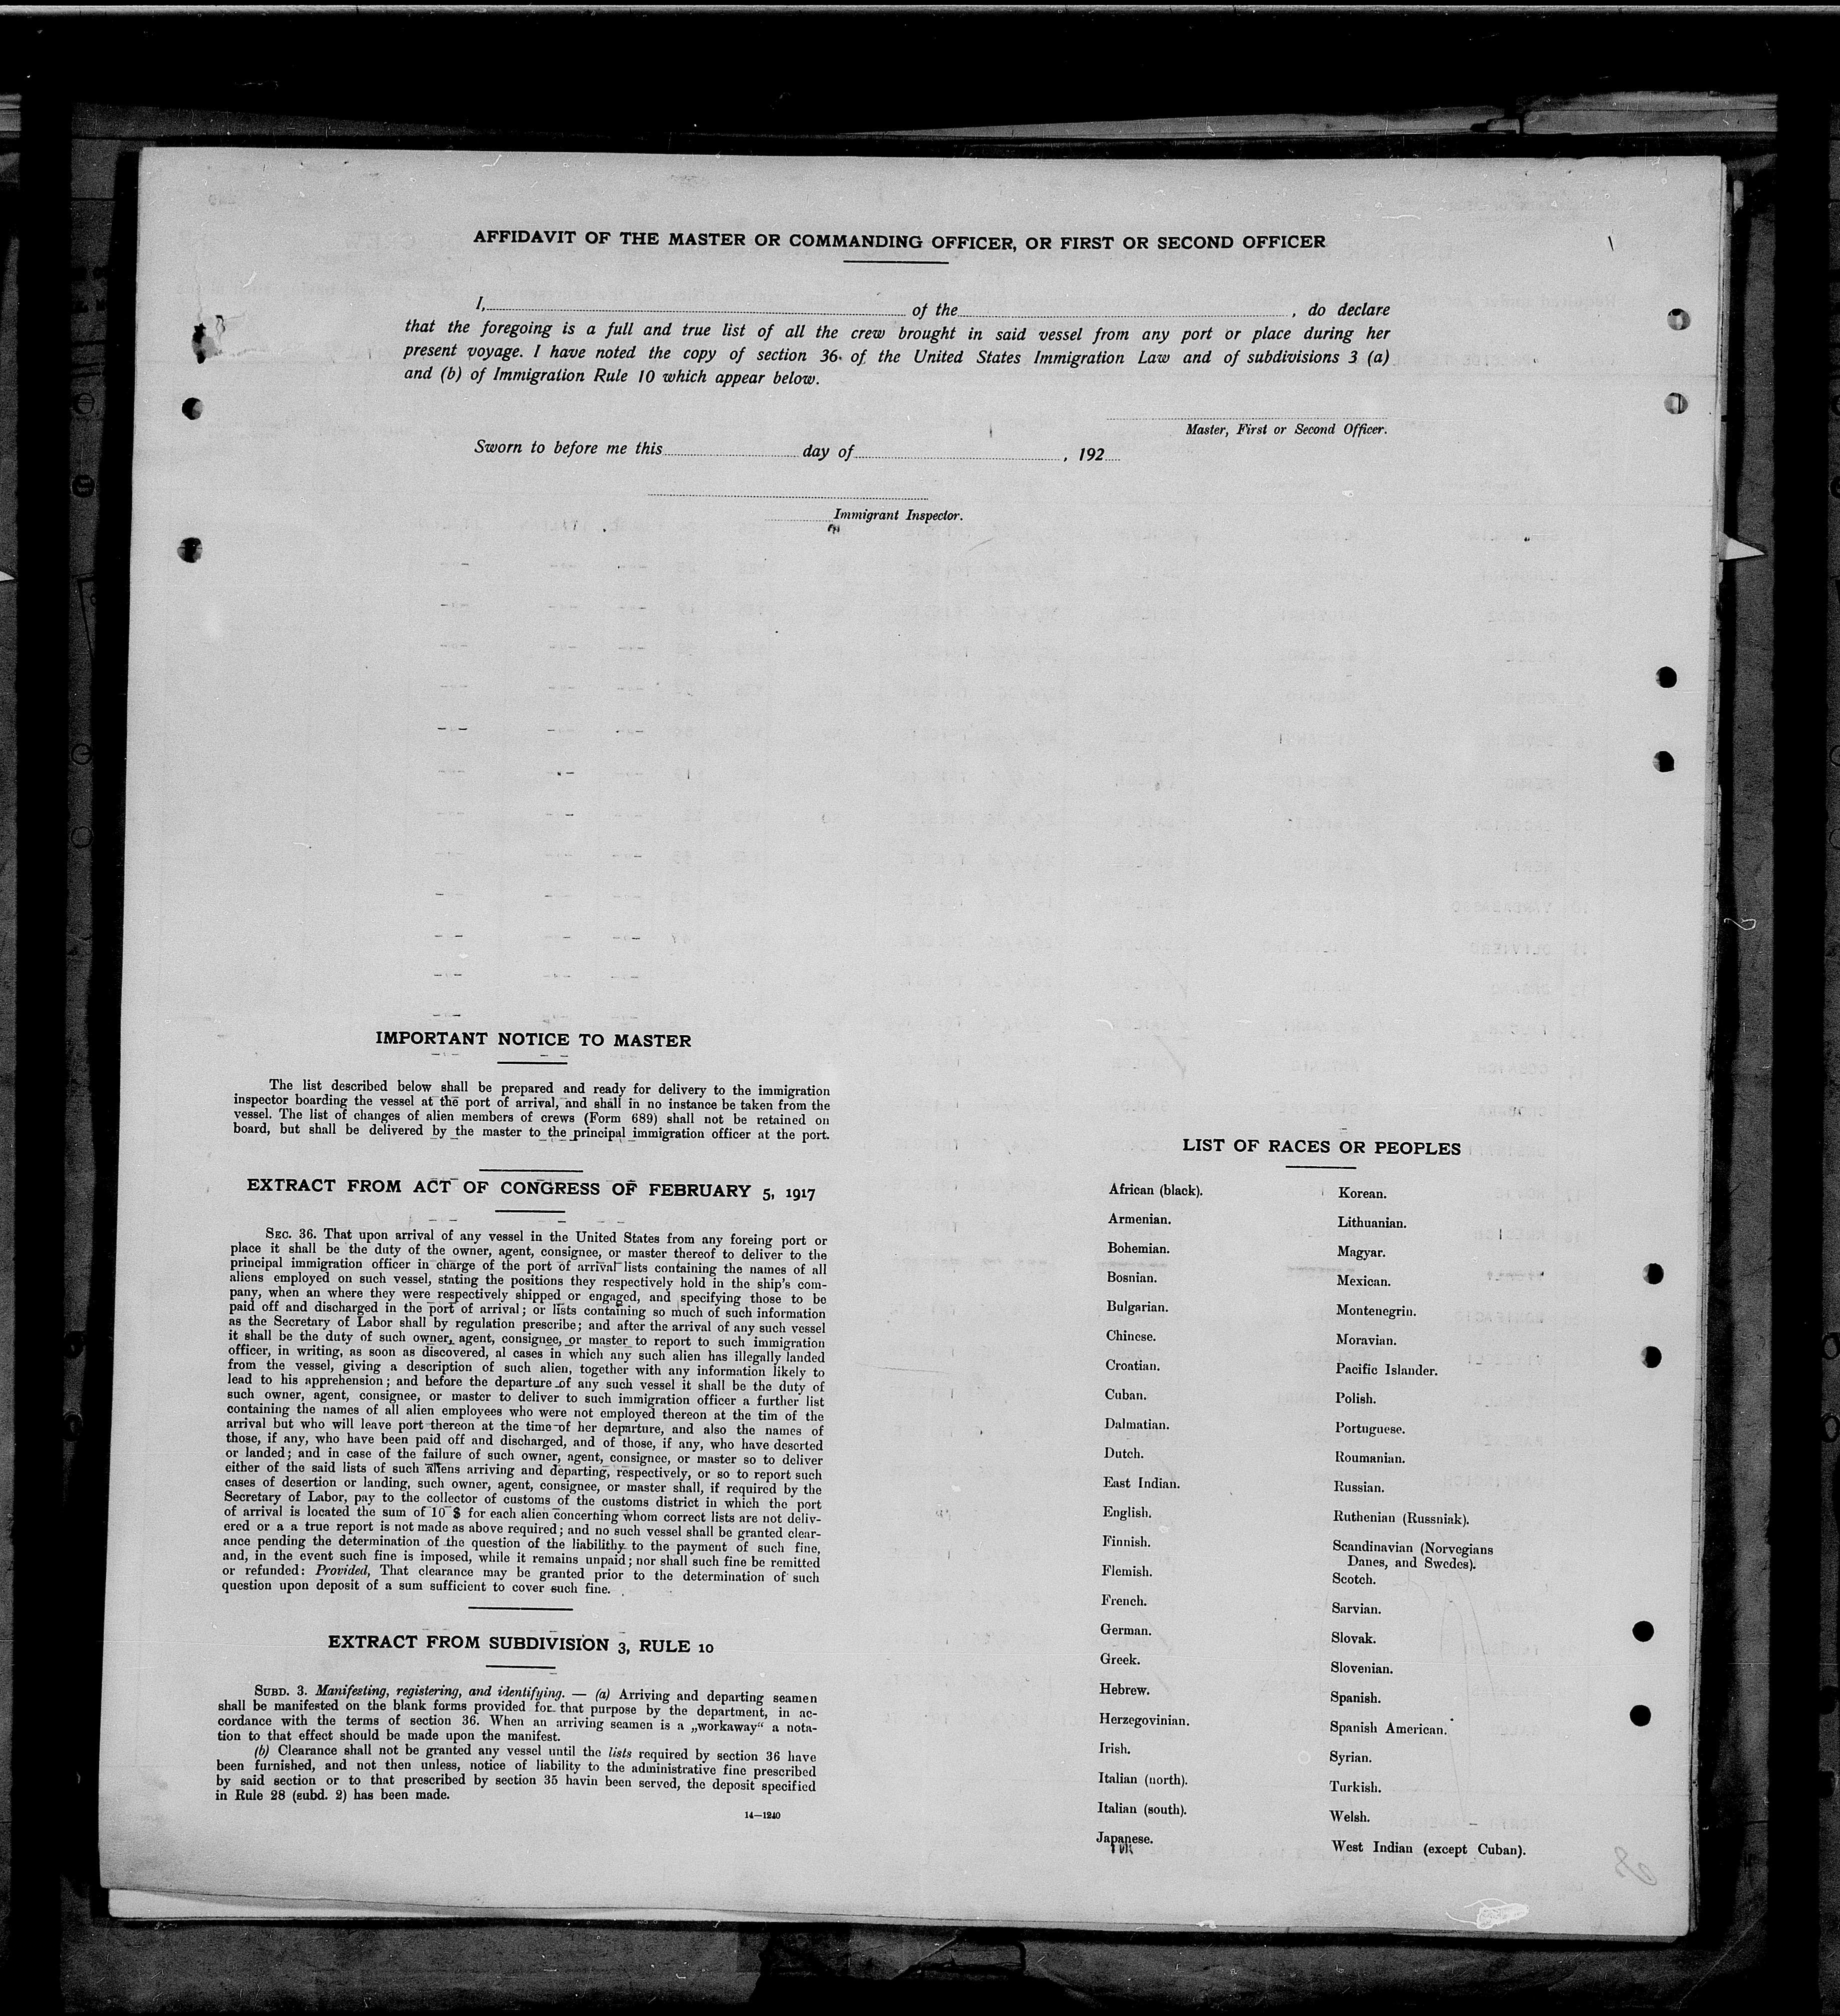 AFFIDAVIT OF THE MASTER OR COMMANDING OFFICER, OR FIRST OR SECOND OFFICER
I, of the , do declare
that the foregoing is a full and true list of all the crew brought in said vessel from any port or place during her
present voyage. I have noted the copy of section 36 of the United States Immigration Law and of subdivisions 3 (a)
and (b) of Immigration Rule 10 which appear below.
Master, First or Second Officer.
Sworn to before me this day of , 192
Immigrant Inspector.
IMPORTANT NOTICE TO MASTER
The list described below shall be prepared and ready for delivery to the immigration
inspector boarding the vessel at the port of arrival, and shall in no instance be taken from the
vessel. The list of changes of alien members of crews (Form 689) shall not be retained on
board, but shall be delivered by the master to the principal immigration officer at the port.
EXTRACT FROM ACT OF CONGRESS OF FEBRUARY 5, 1917
SEC. 36. That upon arrival of any vessel in the United States from any foreing port or
place it shall be the duty of the owner, agent, consignee, or master thereof to deliver to the
principal immigration officer in charge of the port of arrival lists containing the names of all
aliens employed on such vessel, stating the positions they respectively hold in the ship's com-
pany, when an where they were respectively shipped or engaged, and specifying those to be
paid off and discharged in the port of arrival; or lists containing so much of such information
as the Secretary of Labor shall by regulation prescribe; and after the arrival of any such vessel
it shall be the duty of such owner, agent, consignee, or master to report to such immigration
officer, in writing, as soon as discovered, al cases in which any such alien has illegally landed
from the vessel, giving a description of such alien, together with any information likely to
lead to his apprehension; and before the departure of any such vessel it shall be the duty of
such owner, agent, consignee, or master to deliver to such immigration officer a further list
containing the names of all alien employees who were not employed thereon at the tim of the
arrival but who will leave port thereon at the time of her departure, and also the names of
those, if any, who have been paid off and discharged, and of those, if any, who have deserted
or landed; and in case of the failure of such owner, agent, consignee, or master so to deliver
either of the said lists of such aliens arriving and departing, respectively, or so to report such
cases of desertion or landing, such owner, agent, consignee, or master shall, if required by the
Secretary of Labor, pay to the collector of customs of the customs district in which the port
of arrival is located the sum of 10 $ for each alien concerning whom correct lists are not deliv-
ered or a a true report is not made as above required; and no such vessel shall be granted clear-
ance pending the determination of the question of the liabilithy to the payment of such fine,
and, in the event such fine is imposed, while it remains unpaid; nor shall such fine be remitted
or refunded: Provided, That clearance may be granted prior to the determination of such
question upon deposit of a sum sufficient to cover such fine.
EXTRACT FROM SUBDIVISION 3, RULE 10
SUBD. 3. Manifesting, registering, and identifying. — (a) Arriving and departing seamen
shall be manifested on the blank forms provided for that purpose by the department, in ac-
cordance with the terms of section 36. When an arriving seamen is a „workaway“ a nota-
tion to that effect should be made upon the manifest.
(b) Clearance shall not be granted any vessel until the lists required by section 36 have
been furnished, and not then unless, notice of liability to the administrative fine prescribed
by said section or to that prescribed by section 35 havin been served, the deposit specified
in Rule 28 (subd. 2) has been made.
14—1240
LIST OF RACES OR PEOPLES
African (black).
Armenian.
Bohemian.
Bosnian.
Bulgarian.
Chinese.
Croatian.
Cuban.
Dalmatian.
Dutch.
East Indian.
English.
Finnish.
Flemish.
French.
German.
Greek.
Hebrew.
Herzegovinian.
Irish.
Italian (north).
Italian (south).
Japanese.
Korean.
Lithuanian.
Magyar.
Mexican.
Montenegrin.
Moravian.
Pacific Islander.
Polish.
Portuguese.
Roumanian.
Russian.
Ruthenian (Russniak).
Scandinavian (Norvegians
Danes, and Swedes).
Scotch.
Sarvian.
Slovak.
Slovenian.
Spanish.
Spanish American.
Syrian.
Turkish.
Welsh.
West Indian (except Cuban).